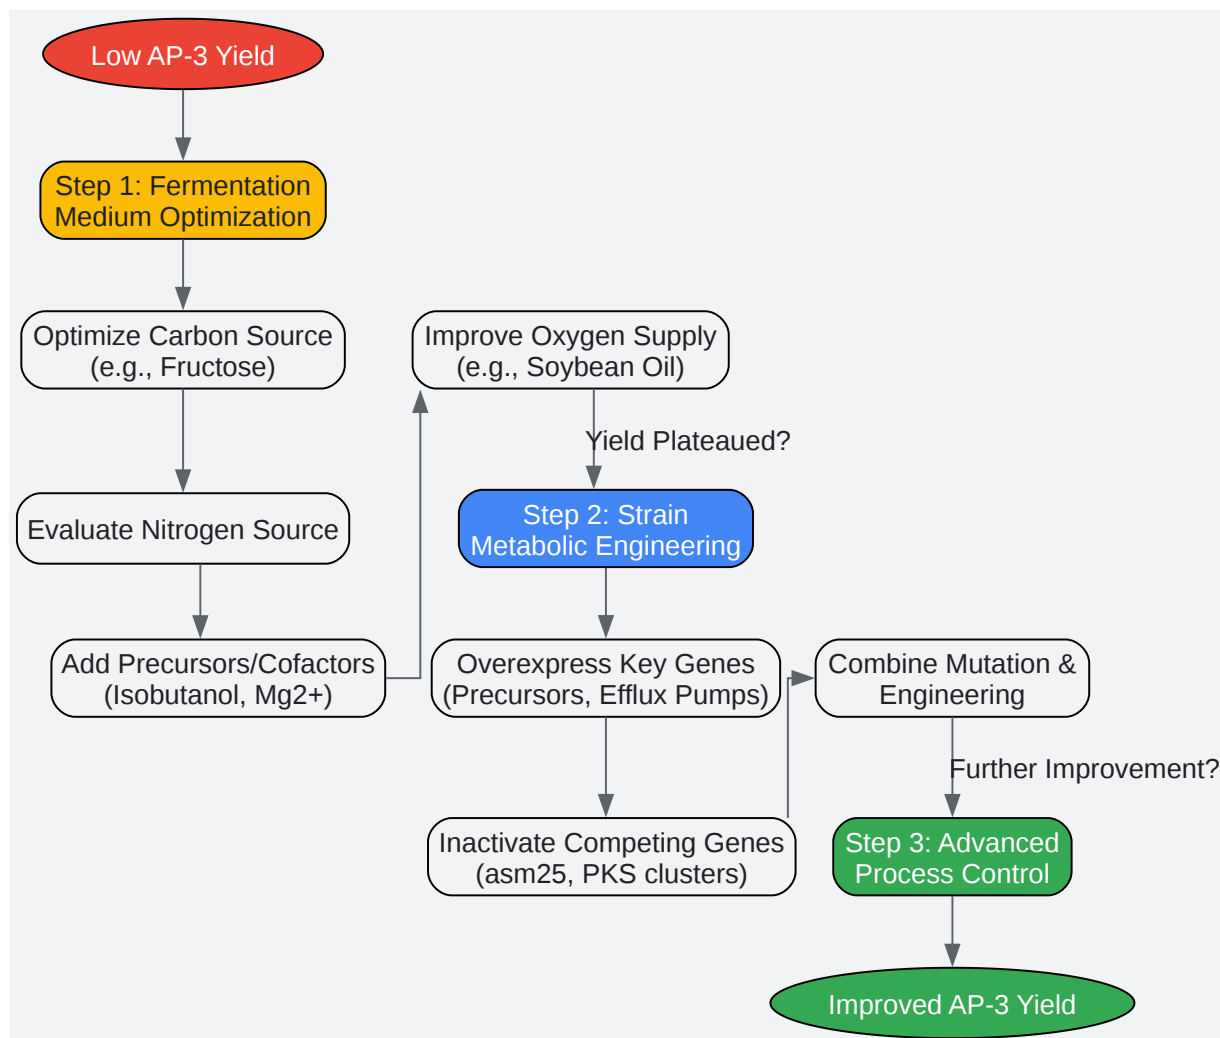 Low AP-3 Yield
Step 1: Fermentation
Medium Optimization
Optimize Carbon Source
(e.g., Fructose)
Evaluate Nitrogen Source
Add Precursors/Cofactors
(Isobutanol, Mg2+)
Improve Oxygen Supply
(e.g., Soybean Oil)
Yield Plateaued?
Step 2: Strain
Metabolic Engineering
Overexpress Key Genes
(Precursors, Efflux Pumps)
Inactivate Competing Genes
(asm25, PKS clusters)
Combine Mutation &
Engineering
Further Improvement?
Step 3: Advanced
Process Control
Improved AP-3 Yield